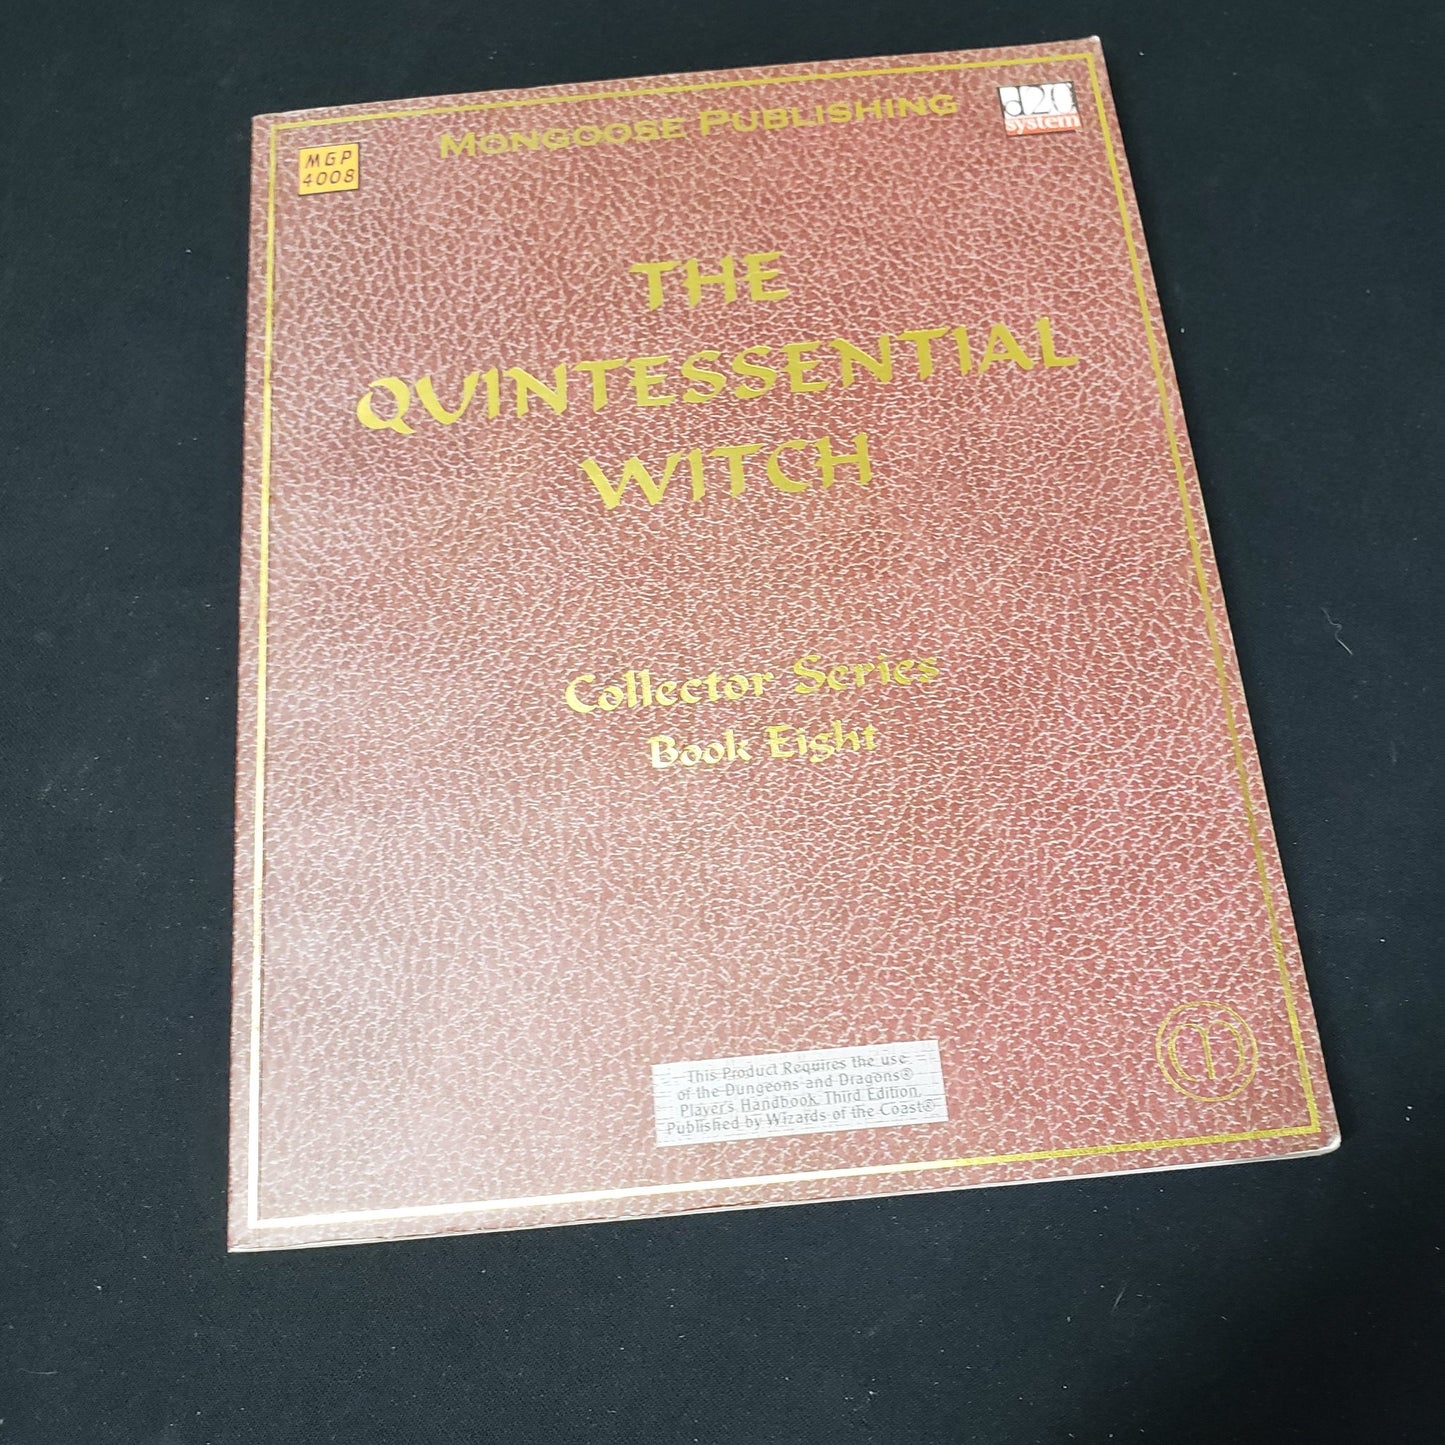 MONGOOSE PUBLISHING
d20
system
MGP
4008
THE
QUINTESSENTIAL
WITCH
Collector Series
Book Eight
This Product Requires the use
of the Dungeons and Dragons®
Player's Handbook, Third Edition,
Published by Wizards of the Coast®